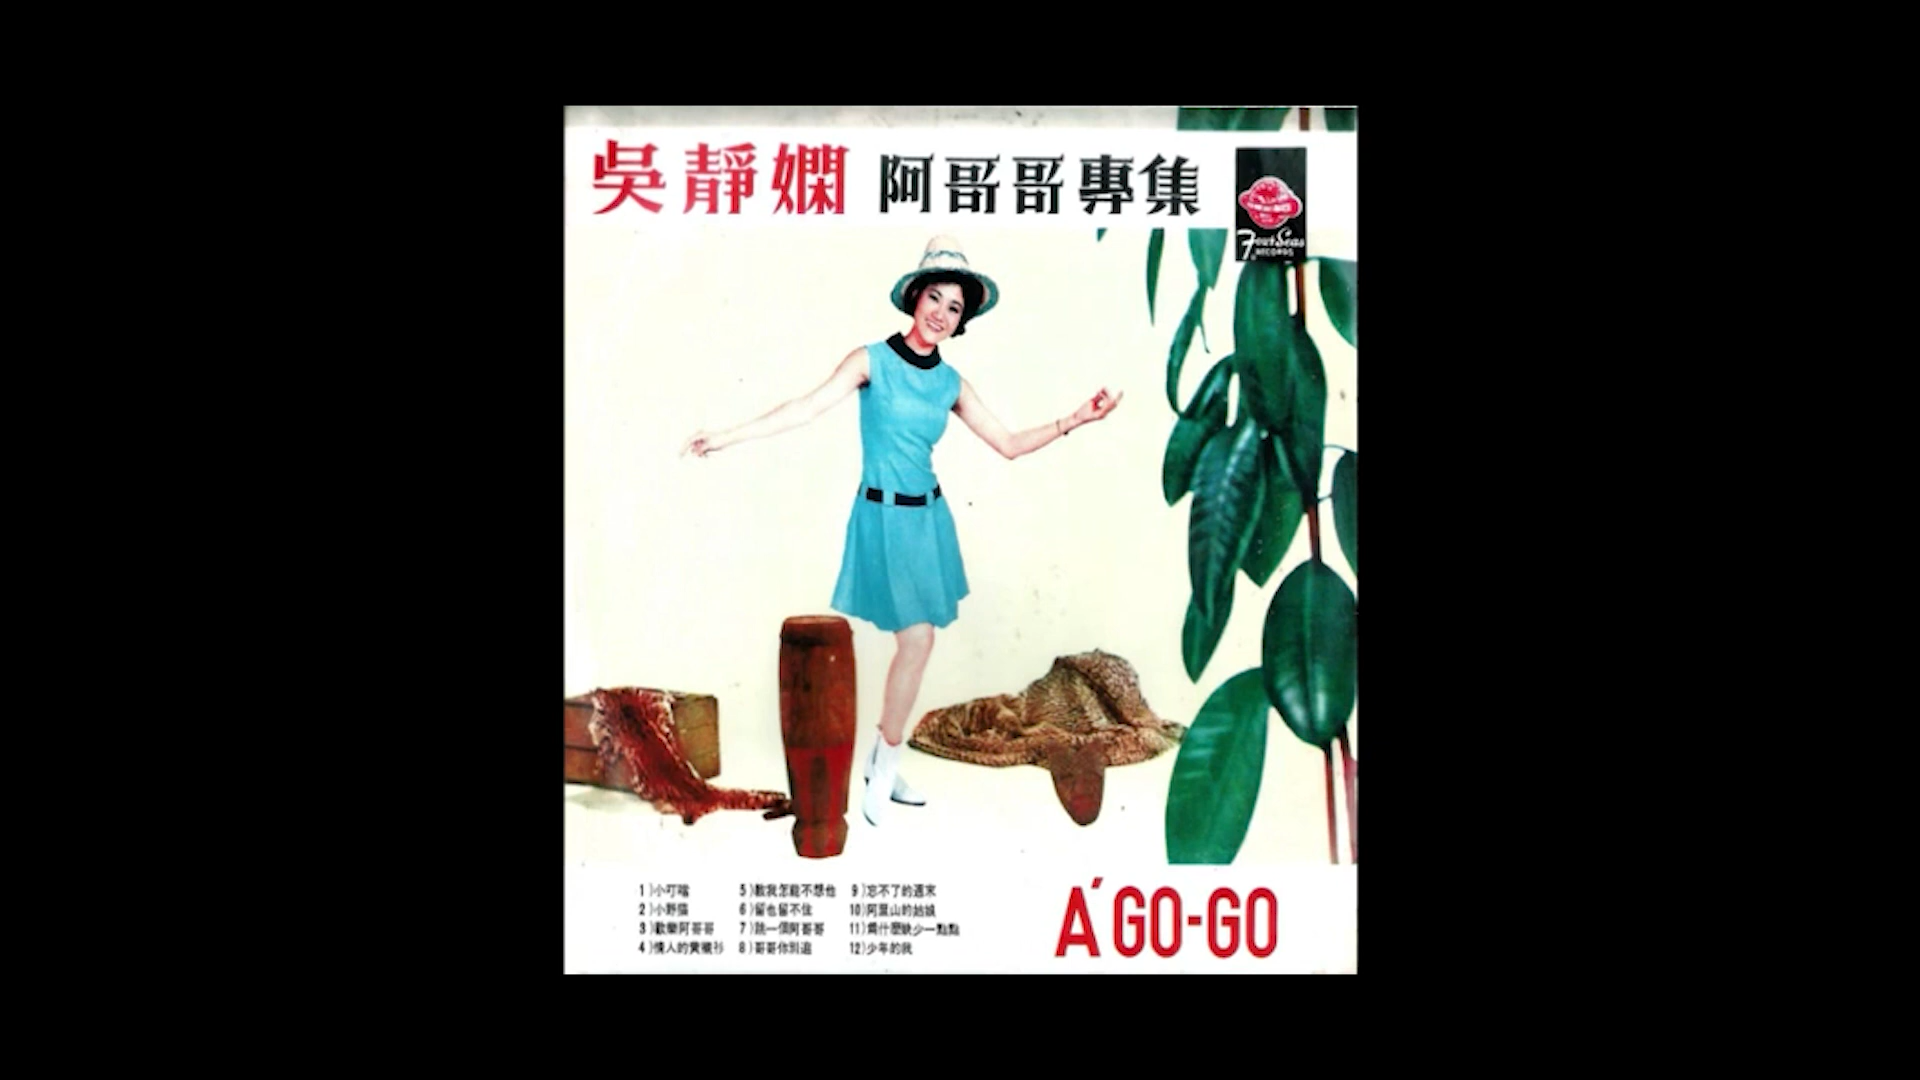 吳靜嫻 阿哥哥專集
Four Seas
RECORDS
1)小叮噹
2)小野貓
3)歡樂阿哥哥
4)情人的黃襯衫
5)教我怎能不想他
6)留也留不住
7)跳一個阿哥哥
8)哥哥你別追
9)忘不了的週末
10)阿里山的姑娘
11)爲什麼缺少一點點
12)少年的我
A' GO-GO